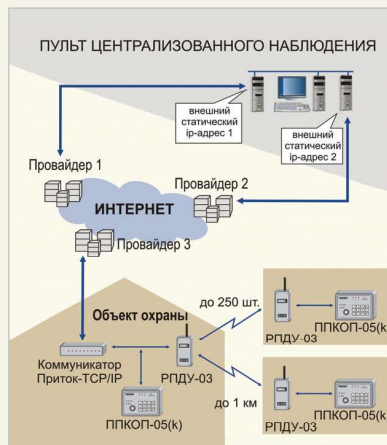 ПУЛЬТ ЦЕНТРАЛИЗОВАННОГО НАБЛЮДЕНИЯ
внешний
статический
ip-адрес 1
внешний
статический
ip-адрес 2
Провайдер 1
Провайдер 2
ИНТЕРНЕТ
Провайдер 3
Объект охраны
до 250 шт.
РПДУ-03
ППКОП-05(k)
Коммуникатор
Приток-TCP/IP
РПДУ-03
ППКОП-05(k)
до 1 км
РПДУ-03
ППКОП-05(k)